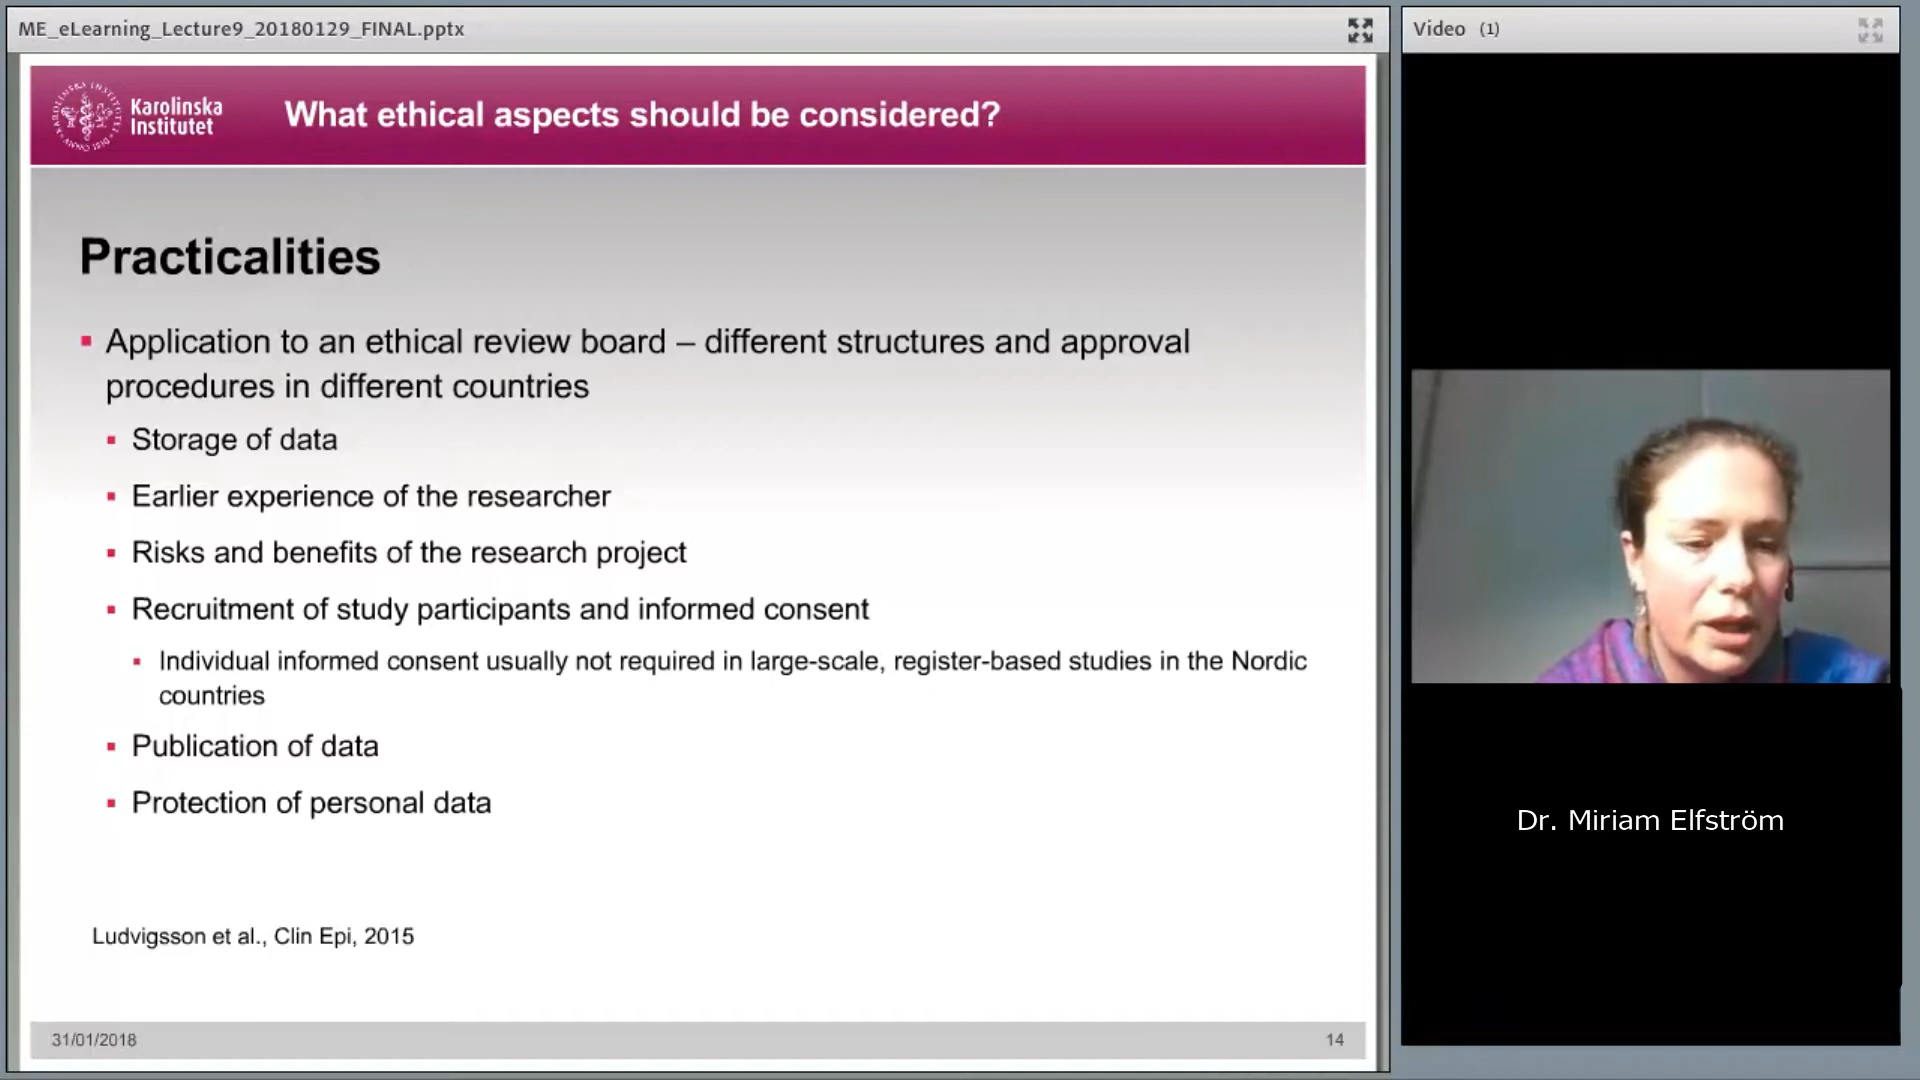 ME_eLearning_Lecture9_20180129_FINAL.pptx
Video (1)
Karolinska
Institutet
What ethical aspects should be considered?
Practicalities
Application to an ethical review board – different structures and approval
procedures in different countries
Storage of data
Earlier experience of the researcher
Risks and benefits of the research project
Recruitment of study participants and informed consent
Individual informed consent usually not required in large-scale, register-based studies in the Nordic
countries
Publication of data
Protection of personal data
Ludvigsson et al., Clin Epi, 2015
31/01/2018
14
Dr. Miriam Elfström